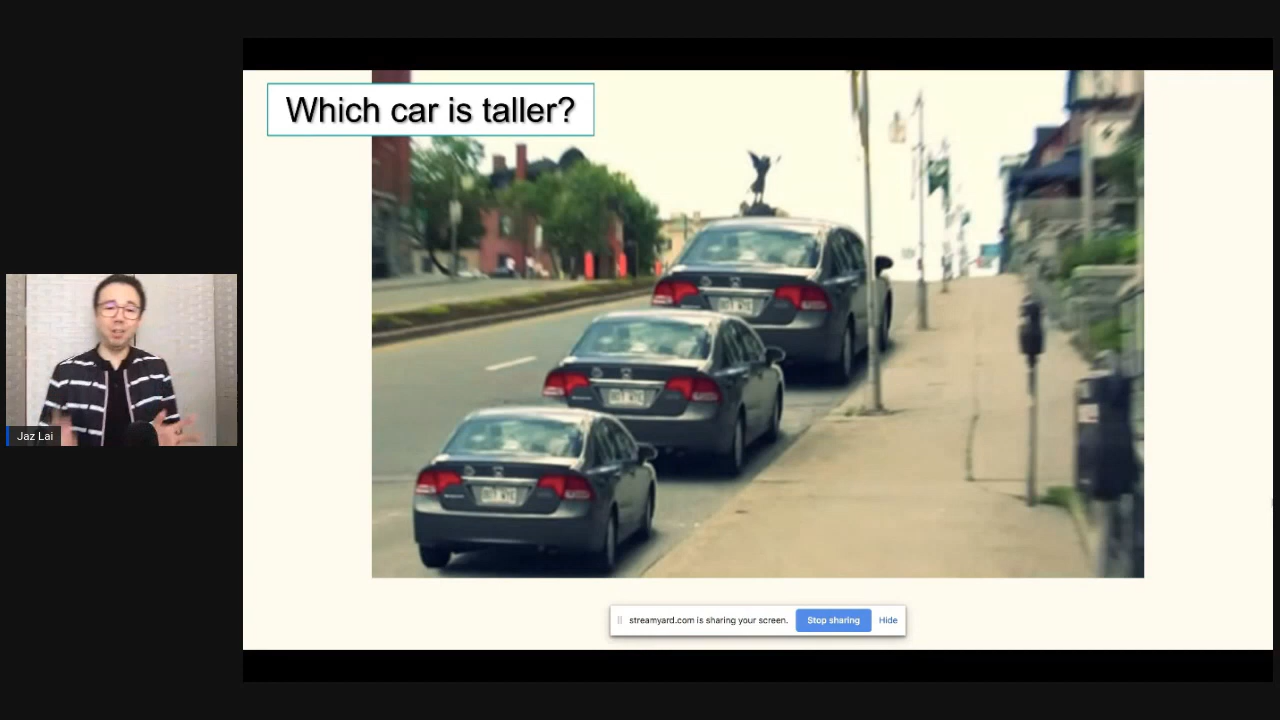 Which car is taller?
Jaz Lai
streamyard.com is sharing your screen.
Stop sharing
Hide